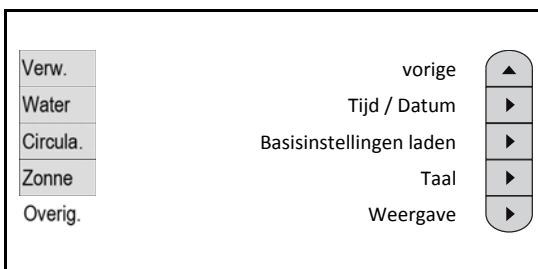 Verw.
vorige
Water
Tijd / Datum
Circula.
Basisinstellingen laden
Zonne
Taal
Overig.
Weergave